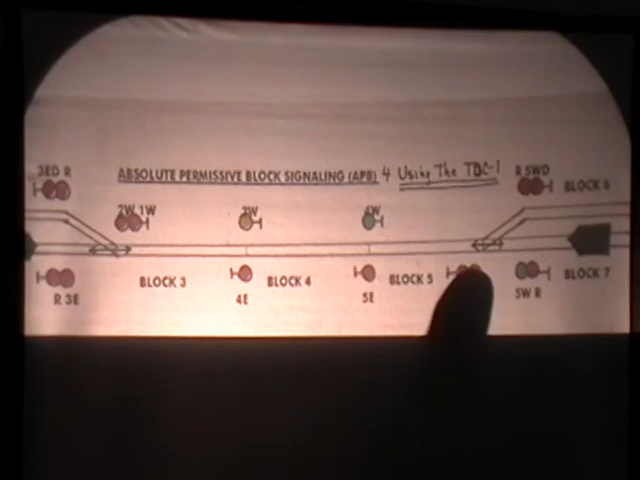 ABSOLUTE PERMISSIVE BLOCK SIGNALING (APB) 4 Using The TDC-1
3ED R
R 5WD
BLOCK 6
2W 1W
3W
4W
BLOCK 3
BLOCK 4
BLOCK 5
BLOCK 7
R 3E
4E
5E
5W R